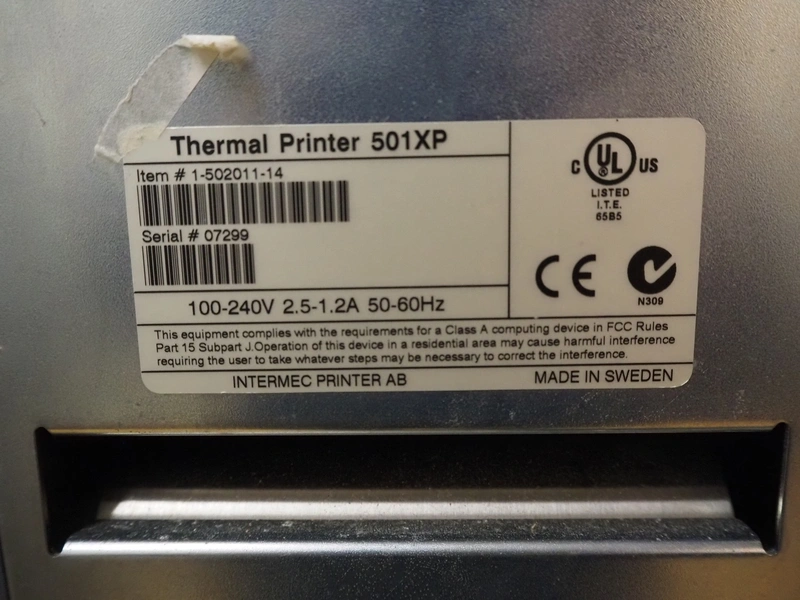 Thermal Printer 501XP
Item # 1-502011-14
Serial # 07299
100-240V 2.5-1.2A 50-60Hz
C UL US
®
LISTED
I.T.E.
65B5
CE
N309
This equipment complies with the requirements for a Class A computing device in FCC Rules
Part 15 Subpart J.Operation of this device in a residential area may cause harmful interference
requiring the user to take whatever steps may be necessary to correct the interference.
INTERMEC PRINTER AB
MADE IN SWEDEN